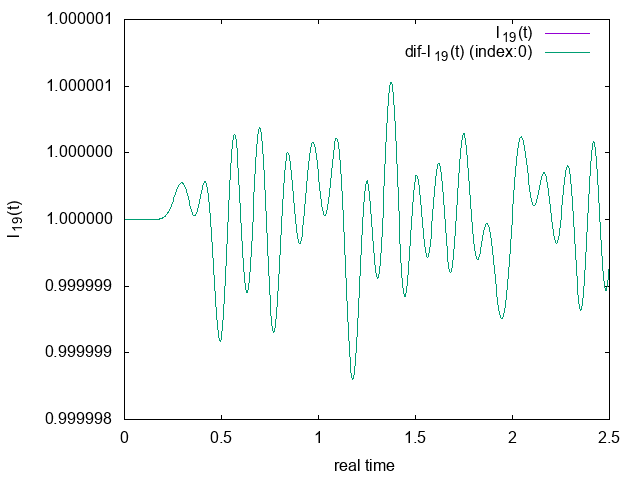 1.000001
1.000001
1.000000
1.000000
0.999999
0.999999
0.999998
I19(t)
dif-I19(t) (index:0)
I19(t)
0 0.5 1 1.5 2 2.5
real time